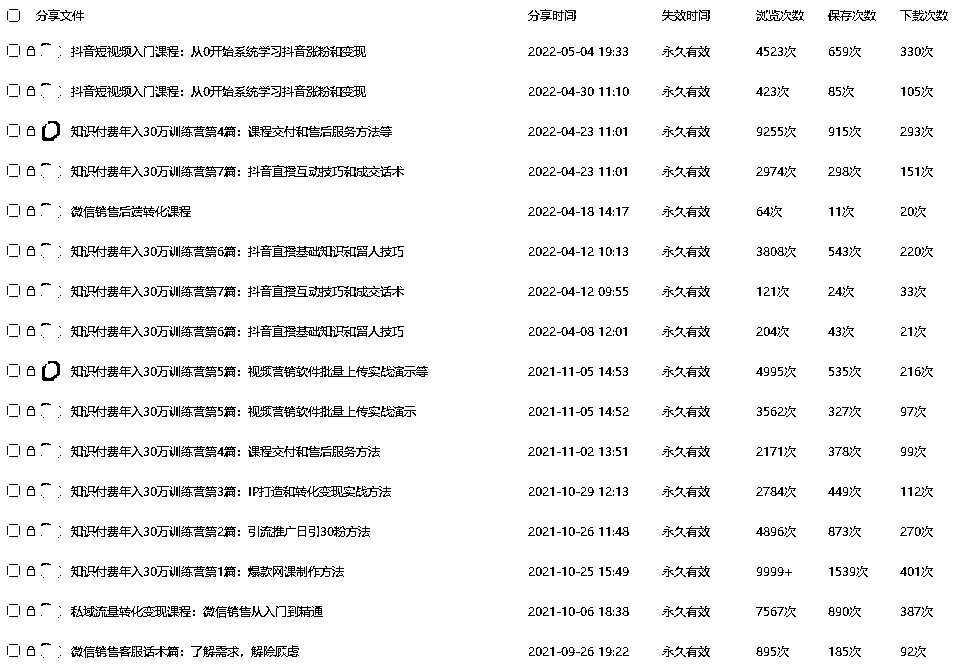 分享文件 分享时间 失效时间 浏览次数 保存次数 下载次数
抖音短视频入门课程：从0开始系统学习抖音涨粉和变现 2022-05-04 19:33 永久有效 4523次 659次 330次
抖音短视频入门课程：从0开始系统学习抖音涨粉和变现 2022-04-30 11:10 永久有效 423次 85次 105次
知识付费年入30万训练营第4篇：课程交付和售后服务方法等 2022-04-23 11:01 永久有效 9255次 915次 293次
知识付费年入30万训练营第7篇：抖音直播互动技巧和成交话术 2022-04-23 11:01 永久有效 2974次 298次 151次
微信销售后端转化课程 2022-04-18 14:17 永久有效 64次 11次 20次
知识付费年入30万训练营第6篇：抖音直播基础知识和留人技巧 2022-04-12 10:13 永久有效 3808次 543次 220次
知识付费年入30万训练营第7篇：抖音直播互动技巧和成交话术 2022-04-12 09:55 永久有效 121次 24次 33次
知识付费年入30万训练营第6篇：抖音直播基础知识和留人技巧 2022-04-08 12:01 永久有效 204次 43次 21次
知识付费年入30万训练营第5篇：视频营销软件批量上传实战演示等 2021-11-05 14:53 永久有效 4995次 535次 216次
知识付费年入30万训练营第5篇：视频营销软件批量上传实战演示 2021-11-05 14:52 永久有效 3562次 327次 97次
知识付费年入30万训练营第4篇：课程交付和售后服务方法 2021-11-02 13:51 永久有效 2171次 378次 99次
知识付费年入30万训练营第3篇：IP打造和转化变现实战方法 2021-10-29 12:13 永久有效 2784次 449次 112次
知识付费年入30万训练营第2篇：引流推广日引30粉方法 2021-10-26 11:48 永久有效 4896次 873次 270次
知识付费年入30万训练营第1篇：爆款网课制作方法 2021-10-25 15:49 永久有效 9999+ 1539次 401次
私域流量转化变现课程：微信销售从入门到精通 2021-10-06 18:38 永久有效 7567次 890次 387次
微信销售客服话术篇：了解需求，解除顾虑 2021-09-26 19:22 永久有效 895次 185次 92次